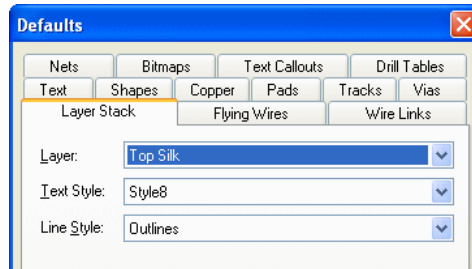 Defaults
Nets Bitmaps Text Callouts Drill Tables
Text Shapes Copper Pads Tracks Vias
Layer Stack Flying Wires Wire Links
Layer: Top Silk
Text Style: Style8
Line Style: Outlines